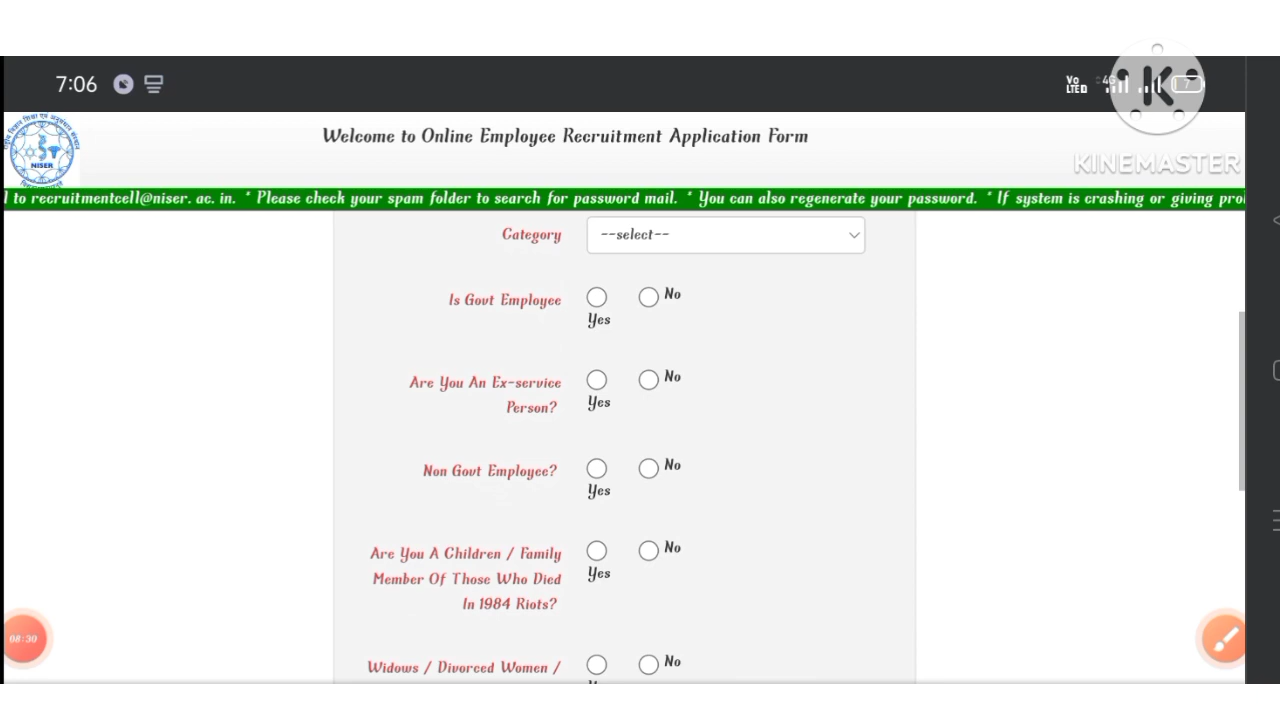 7:06
Vo LTE 4G 7
K
Welcome to Online Employee Recruitment Application Form
NISER
KINEMASTER
l to recruitmentcell@niser. ac. in. * Please check your spam folder to search for password mail. * You can also regenerate your password. * If system is crashing or giving pro
Category --select--
Is Govt Employee
Yes No
Are You An Ex-service
Person?
Yes No
Non Govt Employee?
Yes No
Are You A Children / Family
Member Of Those Who Died
In 1984 Riots?
Yes No
08:30
Widows / Divorced Women /
No